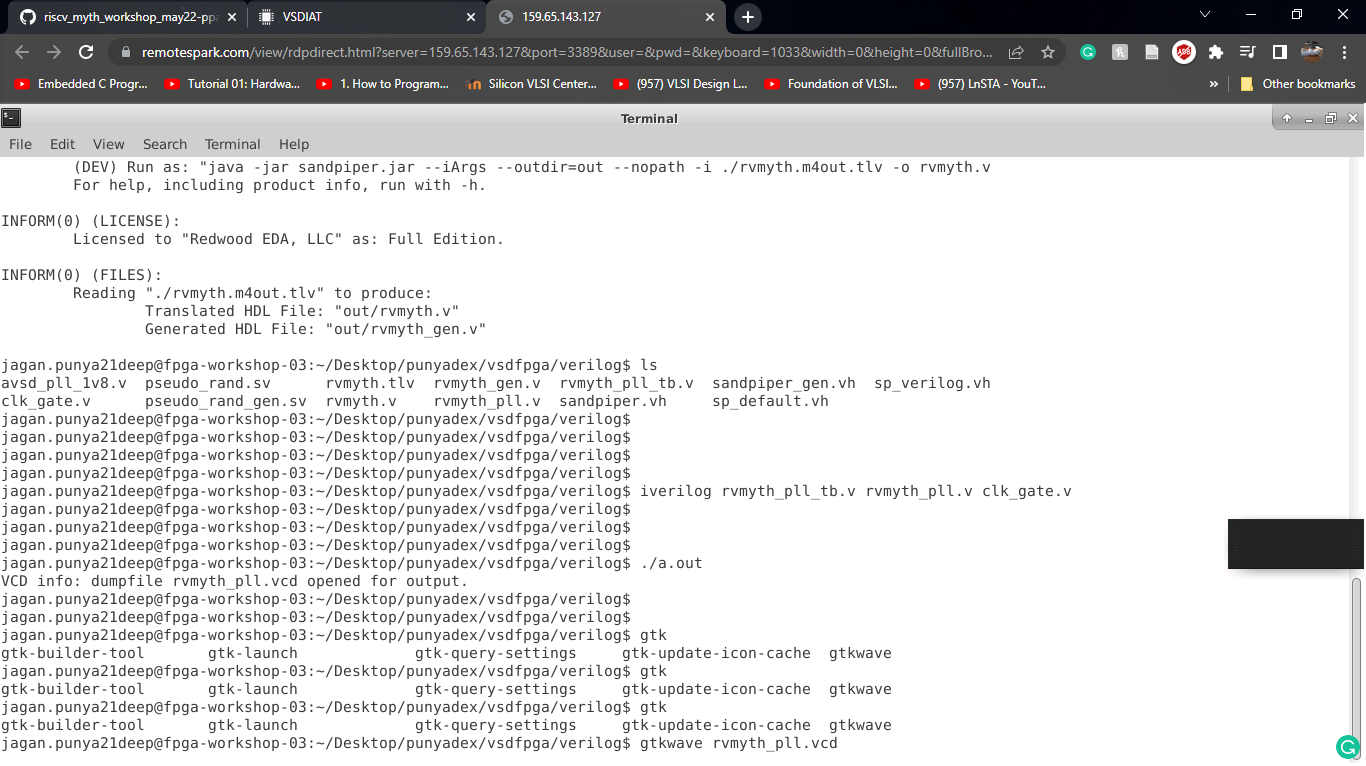 riscv_myth_workshop_may22-ppa
VSDIAT
159.65.143.127
remotespark.com/view/rdpdirect.html?server=159.65.143.127&port=3389&user=&pwd=&keyboard=1033&width=0&height=0&fullBro...
Embedded C Progr... Tutorial 01: Hardwa... 1. How to Program... Silicon VLSI Center... (957) VLSI Design L... Foundation of VLSI... (957) LnSTA - YouT... » Other bookmarks
Terminal
File Edit View Search Terminal Help
(DEV) Run as: "java -jar sandpiper.jar --iArgs --outdir=out --nopath -i ./rvmyth.m4out.tlv -o rvmyth.v
For help, including product info, run with -h.
INFORM(0) (LICENSE):
Licensed to "Redwood EDA, LLC" as: Full Edition.
INFORM(0) (FILES):
Reading "./rvmyth.m4out.tlv" to produce:
Translated HDL File: "out/rvmyth.v"
Generated HDL File: "out/rvmyth_gen.v"
jagan.punya21deep@fpga-workshop-03:~/Desktop/punyadex/vsdfpga/verilog$ ls
avsd_pll_1v8.v pseudo_rand.sv rvmyth.tlv rvmyth_gen.v rvmyth_pll_tb.v sandpiper_gen.vh sp_verilog.vh
clk_gate.v pseudo_rand_gen.sv rvmyth.v rvmyth_pll.v sandpiper.vh sp_default.vh
jagan.punya21deep@fpga-workshop-03:~/Desktop/punyadex/vsdfpga/verilog$
jagan.punya21deep@fpga-workshop-03:~/Desktop/punyadex/vsdfpga/verilog$
jagan.punya21deep@fpga-workshop-03:~/Desktop/punyadex/vsdfpga/verilog$
jagan.punya21deep@fpga-workshop-03:~/Desktop/punyadex/vsdfpga/verilog$
jagan.punya21deep@fpga-workshop-03:~/Desktop/punyadex/vsdfpga/verilog$ iverilog rvmyth_pll_tb.v rvmyth_pll.v clk_gate.v
jagan.punya21deep@fpga-workshop-03:~/Desktop/punyadex/vsdfpga/verilog$
jagan.punya21deep@fpga-workshop-03:~/Desktop/punyadex/vsdfpga/verilog$
jagan.punya21deep@fpga-workshop-03:~/Desktop/punyadex/vsdfpga/verilog$
jagan.punya21deep@fpga-workshop-03:~/Desktop/punyadex/vsdfpga/verilog$ ./a.out
VCD info: dumpfile rvmyth_pll.vcd opened for output.
jagan.punya21deep@fpga-workshop-03:~/Desktop/punyadex/vsdfpga/verilog$
jagan.punya21deep@fpga-workshop-03:~/Desktop/punyadex/vsdfpga/verilog$
jagan.punya21deep@fpga-workshop-03:~/Desktop/punyadex/vsdfpga/verilog$ gtk
gtk-builder-tool gtk-launch gtk-query-settings gtk-update-icon-cache gtkwave
jagan.punya21deep@fpga-workshop-03:~/Desktop/punyadex/vsdfpga/verilog$ gtk
gtk-builder-tool gtk-launch gtk-query-settings gtk-update-icon-cache gtkwave
jagan.punya21deep@fpga-workshop-03:~/Desktop/punyadex/vsdfpga/verilog$ gtk
gtk-builder-tool gtk-launch gtk-query-settings gtk-update-icon-cache gtkwave
jagan.punya21deep@fpga-workshop-03:~/Desktop/punyadex/vsdfpga/verilog$ gtkwave rvmyth_pll.vcd